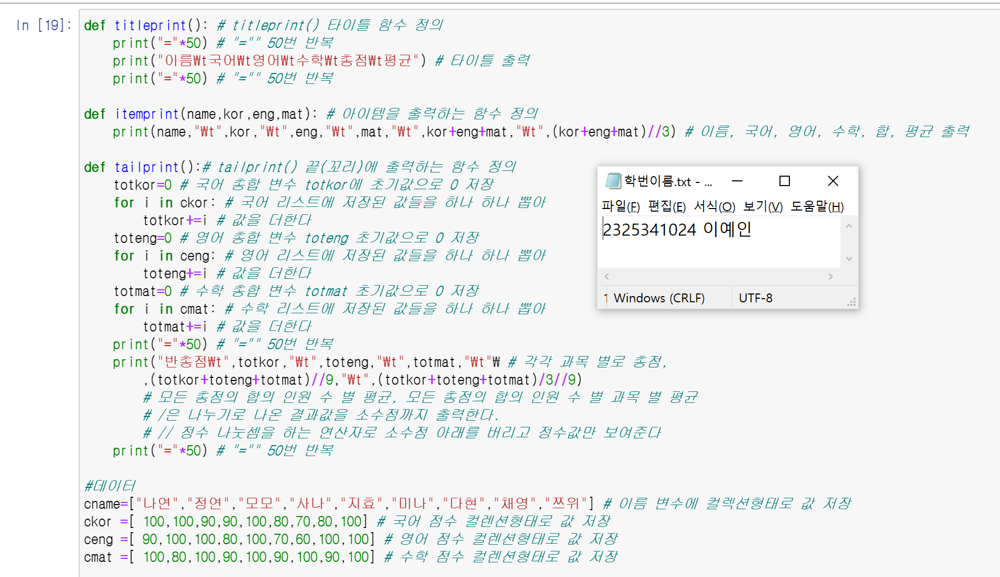 In [19]:
def titleprint(): # titleprint() 타이틀 함수 정의
    print("="*50) # "="" 50번 반복
    print("이름₩t국어₩t영어₩t수학₩t총점₩t평균") # 타이틀 출력
    print("="*50) # "="" 50번 반복
def itemprint(name,kor,eng,mat): # 아이템을 출력하는 함수 정의
    print(name,"₩t",kor,"₩t",eng,"₩t",mat,"₩t",kor+eng+mat,"₩t",(kor+eng+mat)//3) # 이름, 국어, 영어, 수학, 합, 평균 출력
def tailprint():# tailprint() 끝(꼬리)에 출력하는 함수 정의
    totkor=0 # 국어 총합 변수 totkor에 초기값으로 0 저장
    for i in ckor: # 국어 리스트에 저장된 값들을 하나 하나 뽑아
        totkor+=i # 값을 더한다
    toteng=0 # 영어 총합 변수 toteng 초기값으로 0 저장
    for i in ceng: # 영어 리스트에 저장된 값들을 하나 하나 뽑아
        toteng+=i # 값을 더한다
    totmat=0 # 수학 총합 변수 totmat 초기값으로 0 저장
    for i in cmat: # 수학 리스트에 저장된 값들을 하나 하나 뽑아
        totmat+=i # 값을 더한다
    print("="*50) # "="" 50번 반복
    print("반총점₩t",totkor,"₩t",toteng,"₩t",totmat,"₩t"₩ # 각각 과목 별로 총점,
        ,(totkor+toteng+totmat)//9,"₩t",(totkor+toteng+totmat)/3//9)
        # 모든 총점의 합의 인원 수 별 평균, 모든 총점의 합의 인원 수 별 과목 별 평균
        # /은 나누기로 나온 결과값을 소수점까지 출력한다.
        # // 정수 나눗셈을 하는 연산자로 소수점 아래를 버리고 정수값만 보여준다
    print("="*50) # "="" 50번 반복
#데이터
cname=["나연","정연","모모","사나","지효","미나","다현","채영","쯔위"] # 이름 변수에 컬렉션형태로 값 저장
ckor =[ 100,100,90,90,100,80,70,80,100] # 국어 점수 컬렌션형태로 값 저장
ceng =[ 90,100,100,80,100,70,60,100,100] # 영어 점수 컬렌션형태로 값 저장
cmat =[ 100,80,100,90,100,90,100,90,100] # 수학 점수 컬렌션형태로 값 저장
학번이름.txt - ...
파일(F) 편집(E) 서식(O) 보기(V) 도움말(H)
2325341024 이예인
1 Windows (CRLF) UTF-8